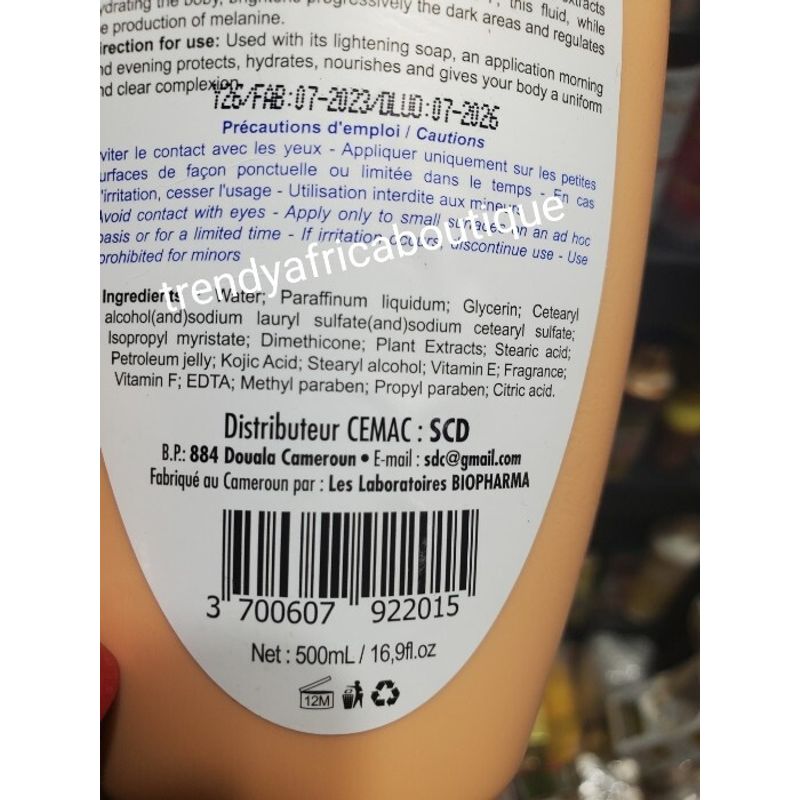 xtracts
ydrating the body, brightens progressively the dark areas and regulates
this fluid, while
e production of melanine.
irection for use: Used with its lightening soap, an application morning
nd evening protects, hydrates, nourishes and gives your body a uniform
nd clear complexion.
126/FAB:07-2023/DLUO:07-2026
Précautions d'emploi / Cautions
viter le contact avec les yeux - Appliquer uniquement sur les petites
urfaces de façon ponctuelle ou limitée dans le temps - En cas
'irritation, cesser l'usage - Utilisation interdite aux mineurs
Avoid contact with eyes - Apply only to small surfaces on an ad hoc
basis or for a limited time - If irritation occurs, discontinue use - Use
prohibited for minors
trendyafricaboutique
Ingredients: Water; Paraffinum liquidum; Glycerin; Cetearyl
alcohol(and)sodium lauryl sulfate(and)sodium cetearyl sulfate;
Isopropyl myristate; Dimethicone; Plant Extracts; Stearic acid;
Petroleum jelly; Kojic Acid; Stearyl alcohol; Vitamin E; Fragrance;
Vitamin F; EDTA; Methyl paraben; Propyl paraben; Citric acid.
Distributeur CEMAC : SCD
B.P.: 884 Douala Cameroun • E-mail : sdc@gmail.com
Fabriqué au Cameroun par : Les Laboratoires BIOPHARMA
3 700607 922015
Net : 500mL / 16,9fl.oz
12M